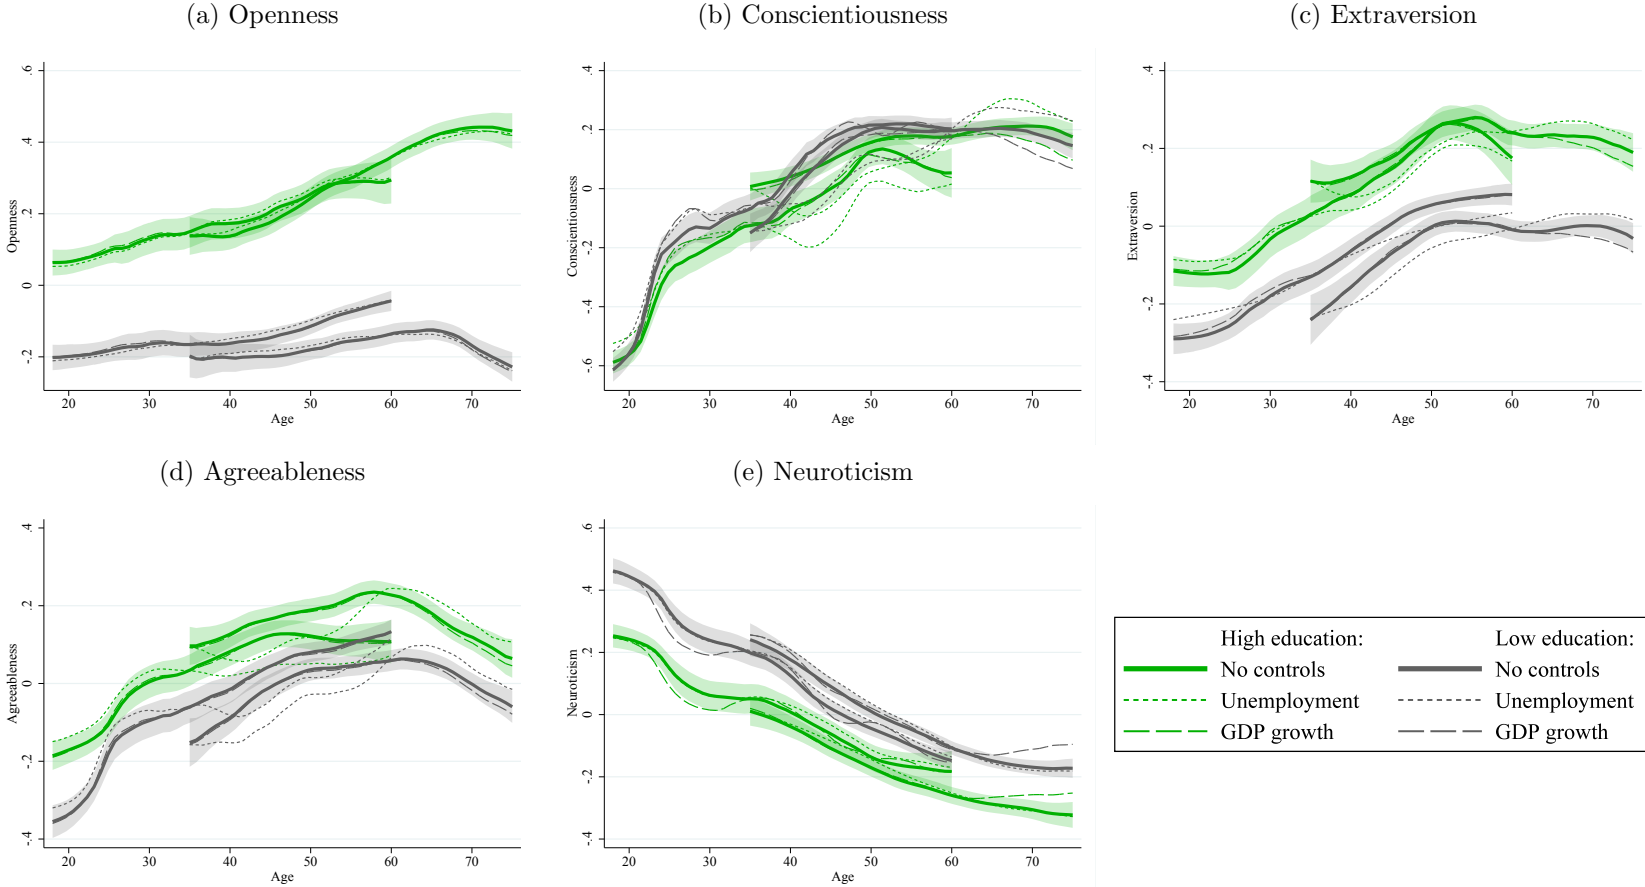 (a) Openness
(b) Conscientiousness
(c) Extraversion
.6
.4
.2
0
-.2
Openness
20 30 40 50 60 70
Age
.4
.2
0
-.2
-.4
-.6
Conscientiousness
20 30 40 50 60 70
Age
.4
.2
0
-.2
-.4
Extraversion
20 30 40 50 60 70
Age
(d) Agreeableness
(e) Neuroticism
.4
.2
0
-.2
-.4
Agreeableness
20 30 40 50 60 70
Age
.6
.4
.2
0
-.2
-.4
Neuroticism
20 30 40 50 60 70
Age
High education: Low education:
No controls No controls
Unemployment Unemployment
GDP growth GDP growth